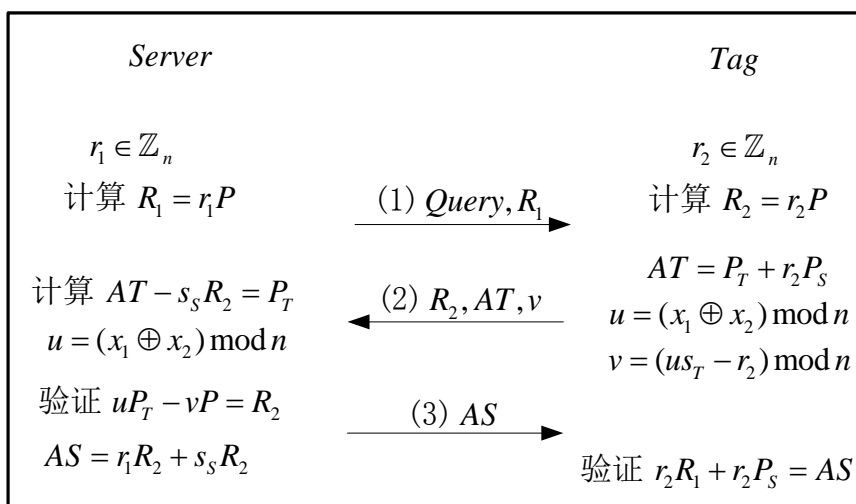 Server Tag
r₁ ∈ ℤₙ r₂ ∈ ℤₙ
计算 R₁ = r₁P (1) Query, R₁ 计算 R₂ = r₂P
计算 AT − s_S R₂ = P_T (2) R₂, AT, v AT = P_T + r₂P_S
u = (x₁ ⊕ x₂) mod n u = (x₁ ⊕ x₂) mod n
v = (us_T − r₂) mod n
验证 uP_T − vP = R₂ (3) AS
AS = r₁R₂ + s_S R₂ 验证 r₂R₁ + r₂P_S = AS